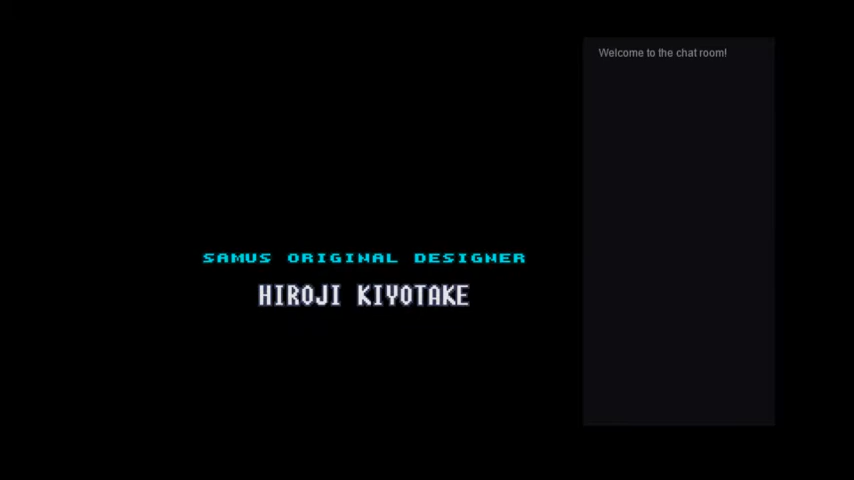 Welcome to the chat room!
SAMUS ORIGINAL DESIGNER
HIROJI KIYOTAKE